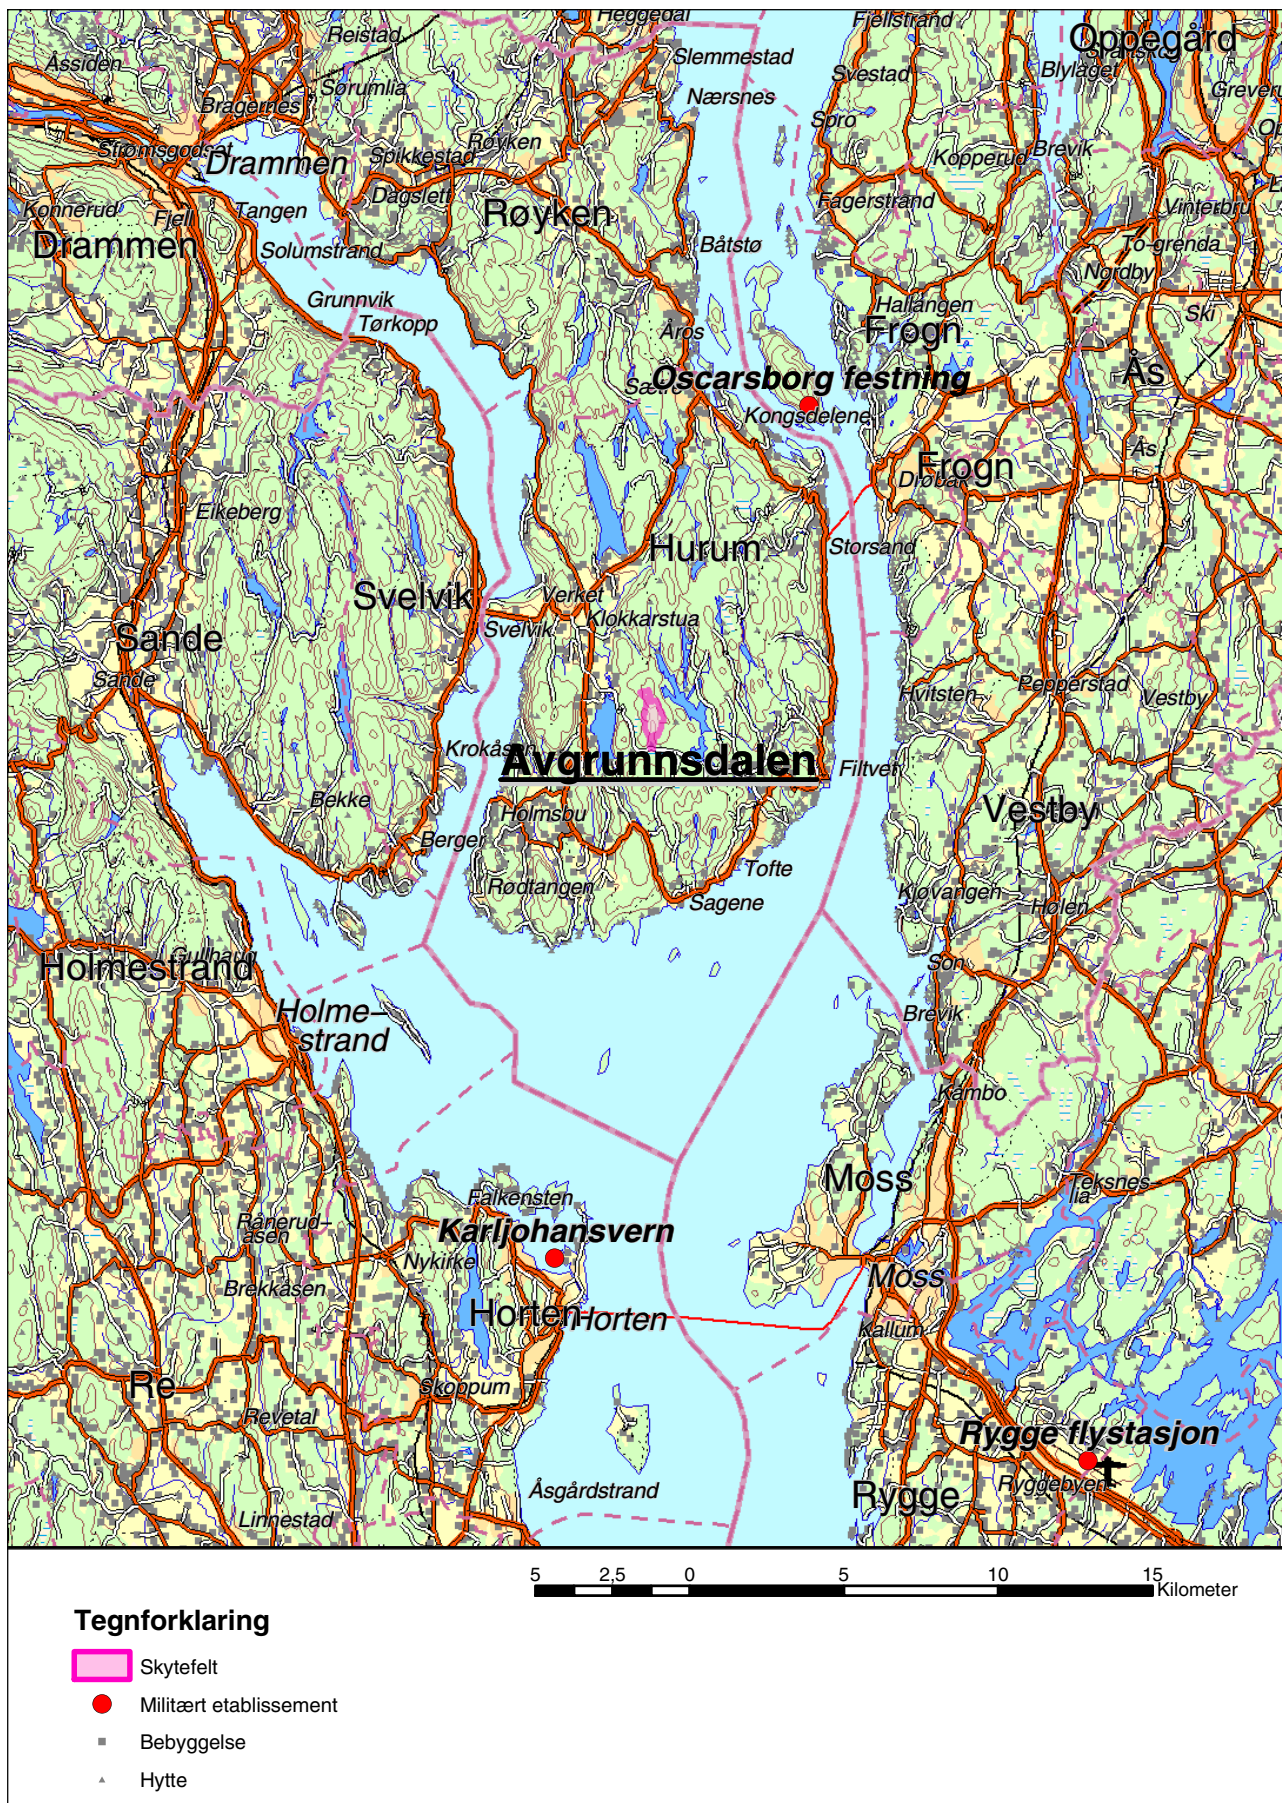 Heggedal
Fjellstrand
Reistad
Oppegård
Slemmestad
Åssiden
Svestad
Blylaget
Sørumlia
Greverud
Nærsnes
Bragernes
Spro
Røyken
Strømsgodset
Drammen
Spikkestad
Kopperud
Brevik
Dagslett
Konnerud
Fjell
Tangen
Røyken
Fagerstrand
Vinterbru
Drammen
Solumstrand
Båtstø
To-grenda
Nordby
Grunnvik
Hallangen
Ski
Tørkopp
Åros
Frogn
Ås
Sætre
Oscarsborg festning
Kongsdelene
Ås
Frogn
Drøbak
Eikeberg
Storsand
Hurum
Svelvik
Verket
Klokkarstua
Svelvik
Sande
Sande
Pepperstad
Hvitsten
Vestby
Krokåsen
Avgrunnsdalen
Filtvet
Bekke
Holmsbu
Vestby
Berger
Tofte
Rødtangen
Kjøvangen
Sagene
Hølen
Gullhaug
Holmestrand
Son
Holme–
strand
Brevik
Kambo
Moss
Teksnes–
lia
Falkensten
Rånerud–
åsen
Karljohansvern
Nykirke
Brekkåsen
Moss
Horten
Horten
Kallum
Re
Skoppum
Revetal
Rygge flystasjon
Åsgårdstrand
Ryggebyen
Rygge
Linnestad
5 2,5 0 5 10 15
Kilometer
Tegnforklaring
Skytefelt
Militært etablissement
Bebyggelse
Hytte